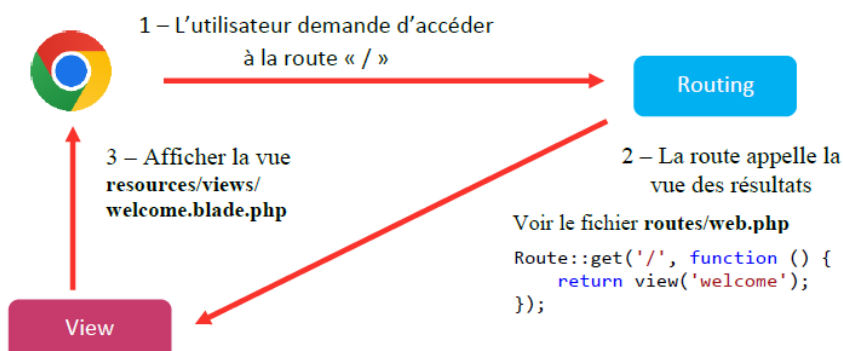 1 – L’utilisateur demande d’accéder
à la route « / »
Routing
3 – Afficher la vue
resources/views/
welcome.blade.php
2 – La route appelle la
vue des résultats
Voir le fichier routes/web.php
Route::get('/', function () {
    return view('welcome');
});
View